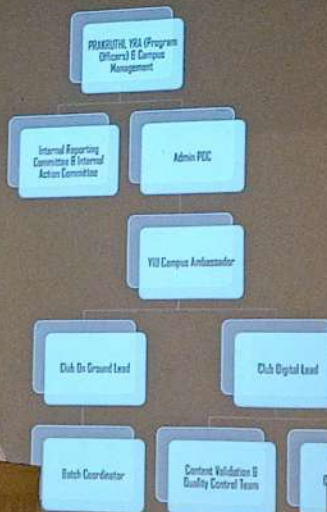 PRAKRUTHI, YRA (Program
Officers) & Campus
Management
Internal Reporting
Committee & Internal
Action Committee
Admin POC
Campus Ambassador
Club On Ground Lead
Club Digital Lead
Batch Coordinator
Content Validation &
Quality Control Team